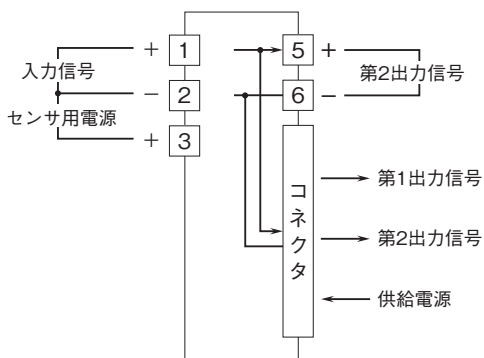 入力信号
センサ用電源
+ 1
− 2
+ 3
5 +
6 −
第2出力信号
コネクタ
第1出力信号
第2出力信号
供給電源